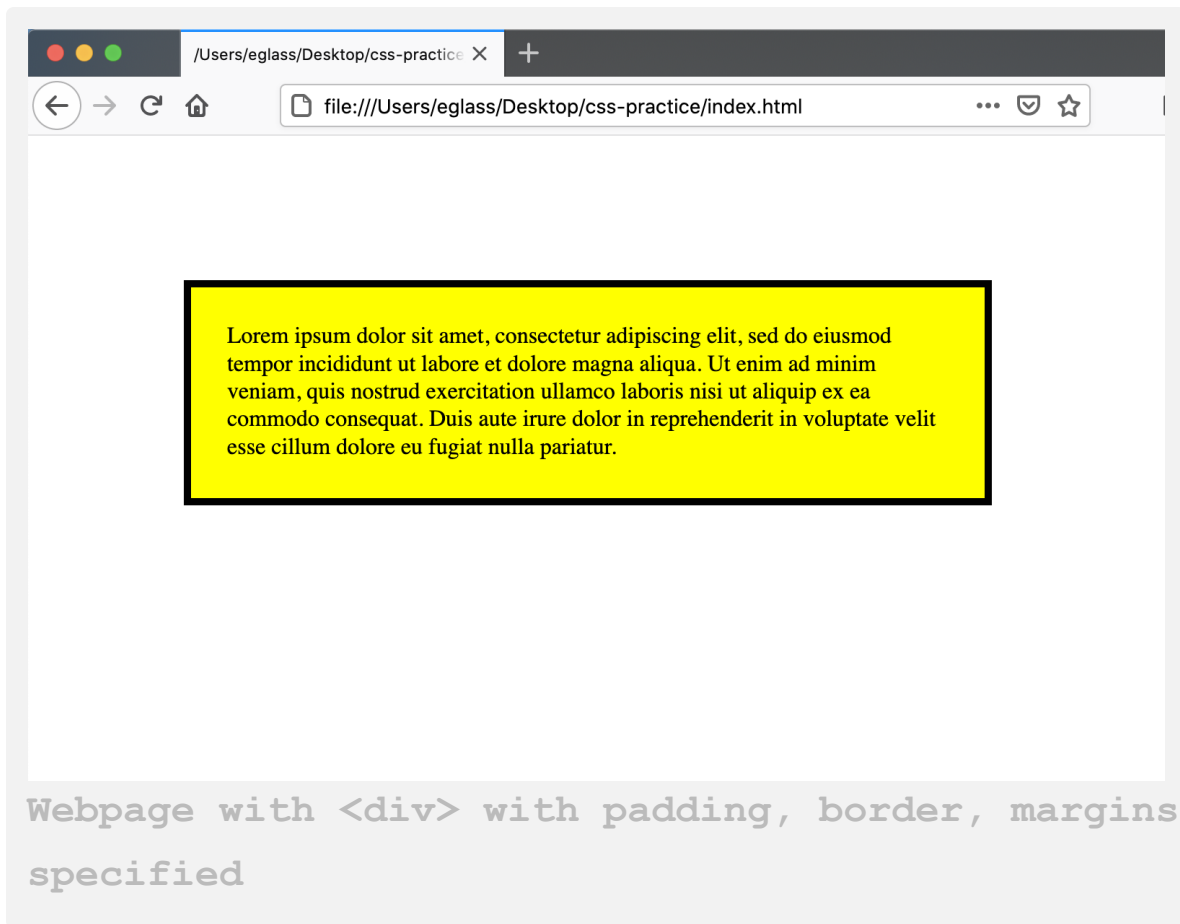 /Users/eglass/Desktop/css-practice
file:///Users/eglass/Desktop/css-practice/index.html
Lorem ipsum dolor sit amet, consectetur adipiscing elit, sed do eiusmod
tempor incididunt ut labore et dolore magna aliqua. Ut enim ad minim
veniam, quis nostrud exercitation ullamco laboris nisi ut aliquip ex ea
commodo consequat. Duis aute irure dolor in reprehenderit in voluptate velit
esse cillum dolore eu fugiat nulla pariatur.
Webpage with <div> with padding, border, margins
specified